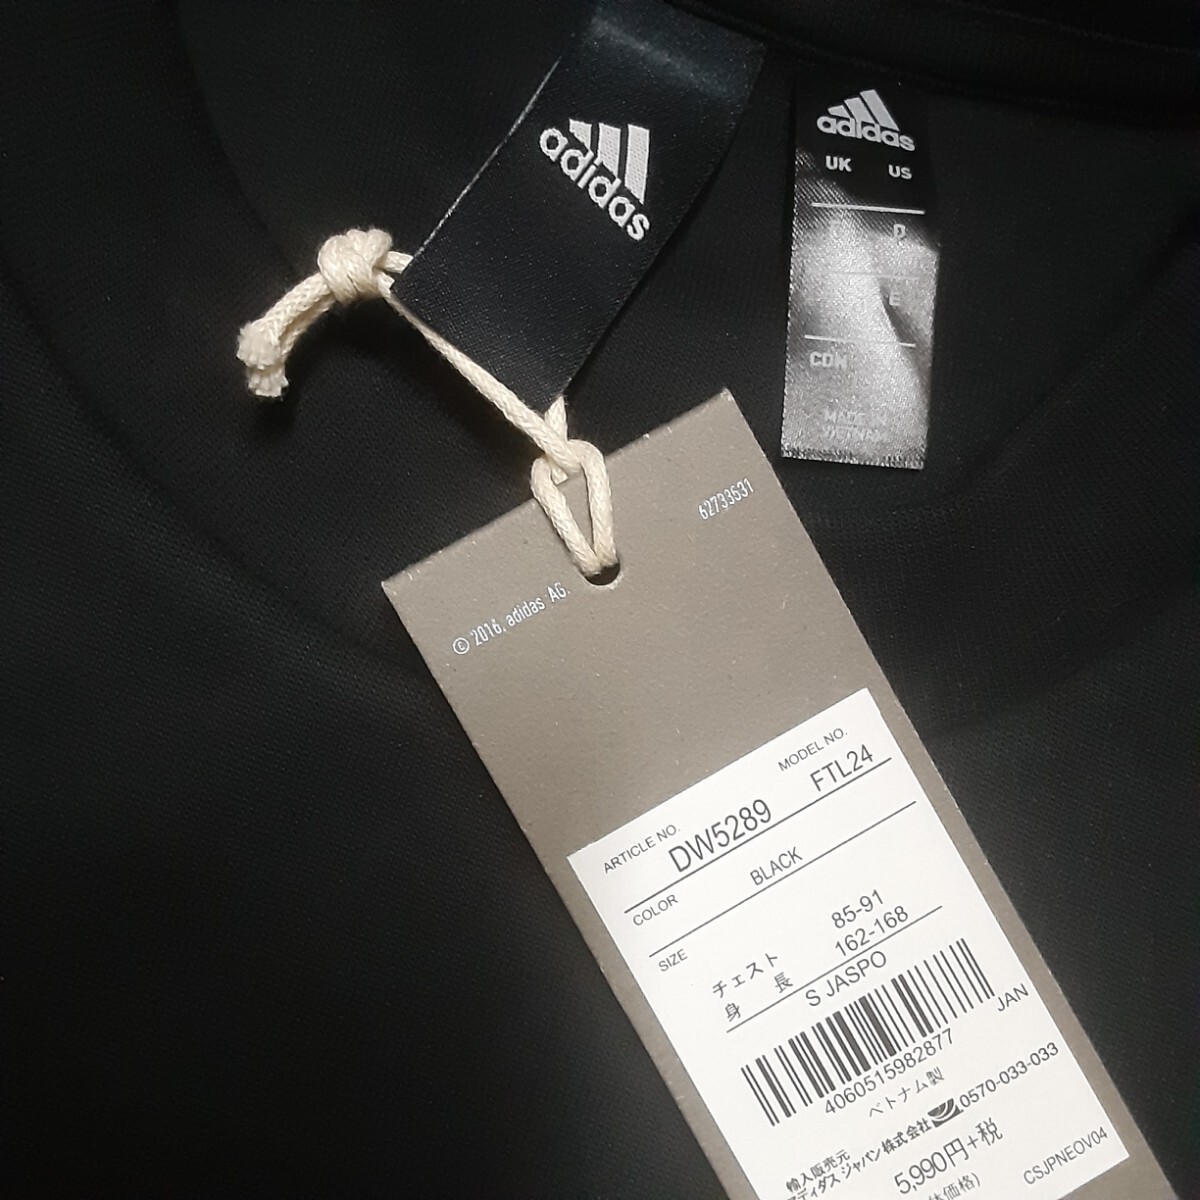 adidas
adidas
UK US
D
E
CDN
MADE IN
VIETNAM
62733631
© 2016, adidas AG.
ARTICLE NO. MODEL NO.
DW5289 FTL24
COLOR BLACK
SIZE
チェスト 85-91
身 長 162-168
S JASPO
JAN
4060515982877
ベトナム製
輸入販売元
アディダス ジャパン株式会社 0570-033-033
5,990円+税
体価格)
CSJPNEOV04